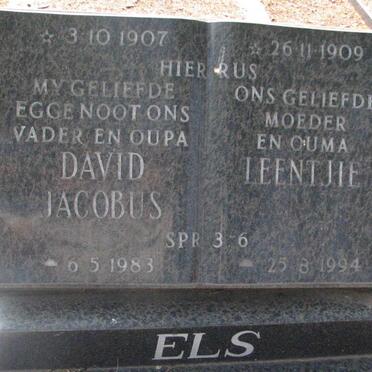 ☆ 3·10·1907
☆ 26·11·1909
HIER RUS
MY GELIEFDE
EGGENOOT ONS
VADER EN OUPA
DAVID
JACOBUS
ONS GELIEFDE
MOEDER
EN OUMA
LEENTJIE
SPR 3-6
6·5·1983
25·8·1994
ELS